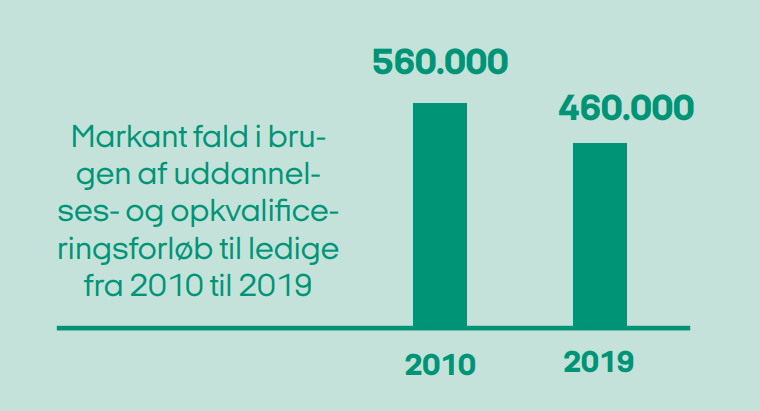 560.000
460.000
Markant fald i bru-
gen af uddannel-
ses- og opkvalifice-
ringsforløb til ledige
fra 2010 til 2019
2010
2019